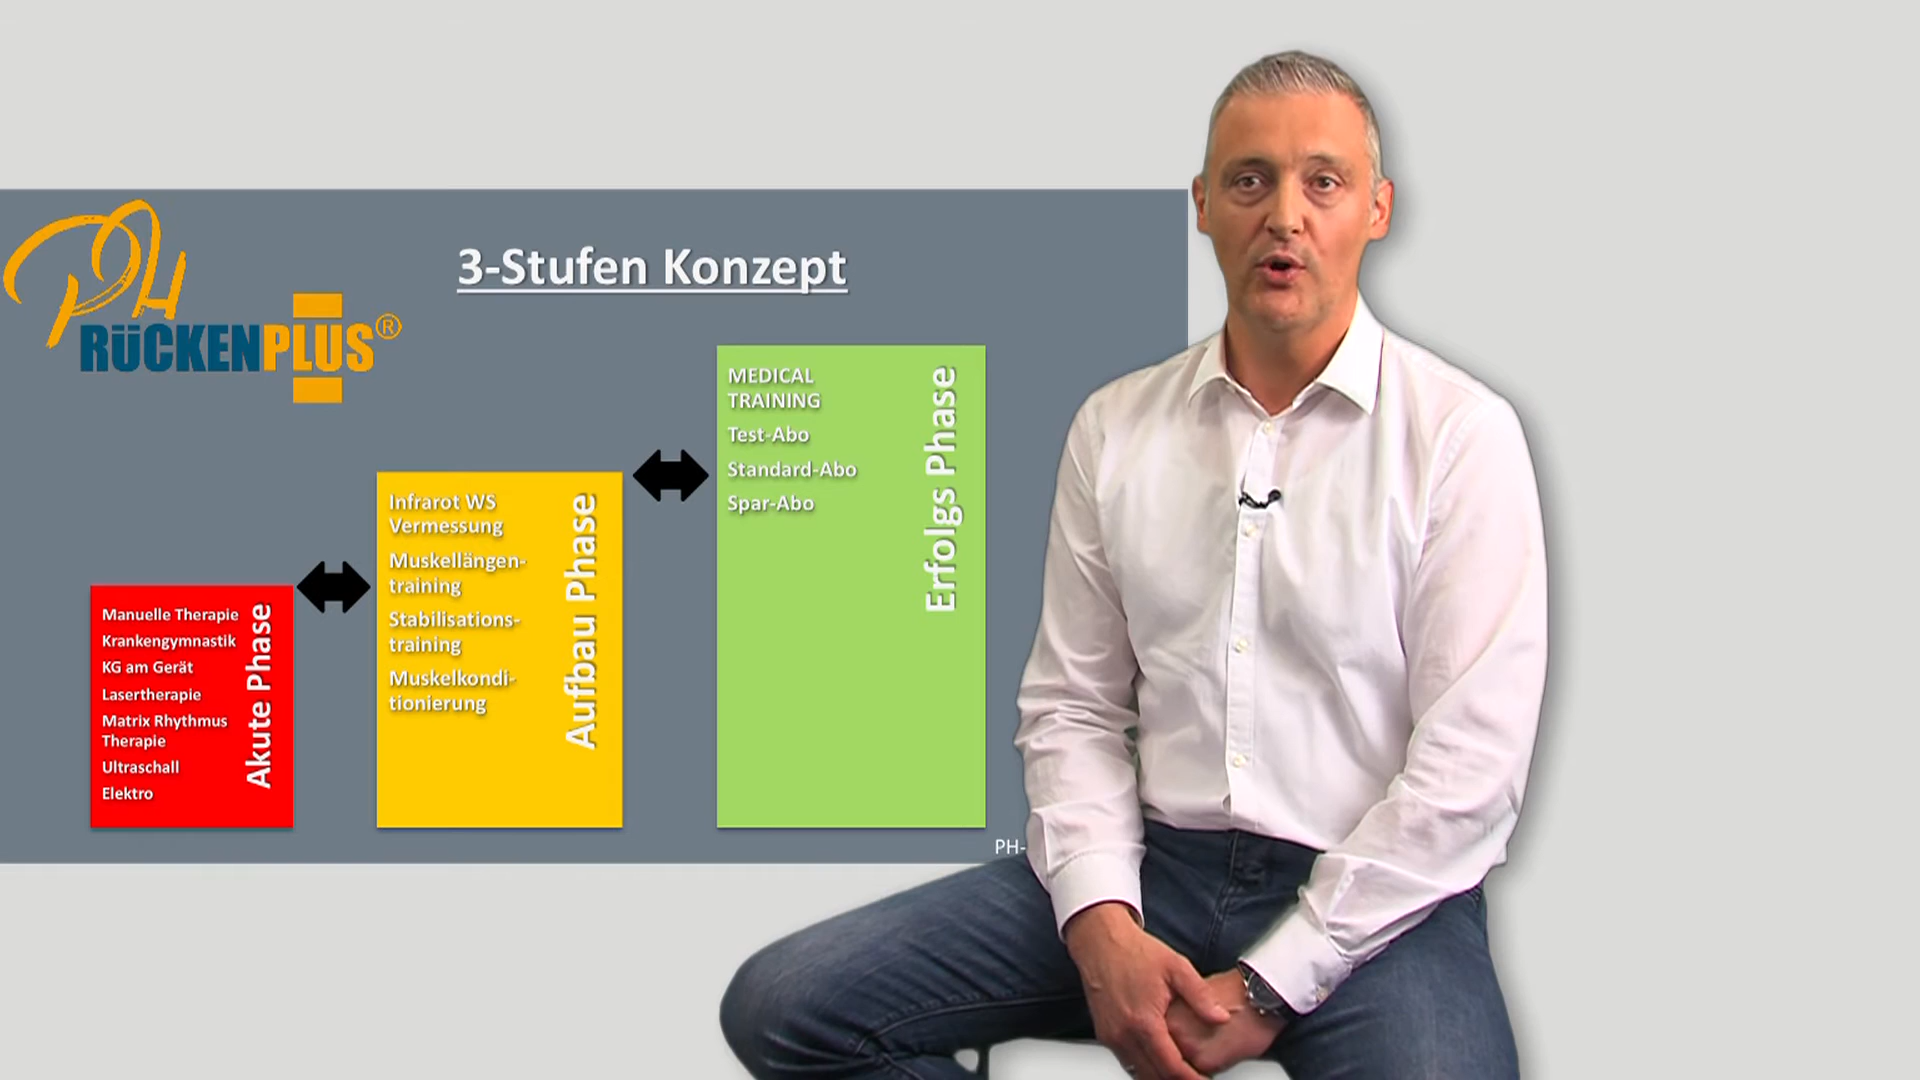 PH
RÜCKENPLUS®
3-Stufen Konzept
Manuelle Therapie
Krankengymnastik
KG am Gerät
Lasertherapie
Matrix Rhythmus
Therapie
Ultraschall
Elektro
Akute Phase
Infrarot WS
Vermessung
Muskellängen-
training
Stabilisations-
training
Muskelkondi-
tionierung
Aufbau Phase
MEDICAL
TRAINING
Test-Abo
Standard-Abo
Spar-Abo
Erfolgs Phase
PH-